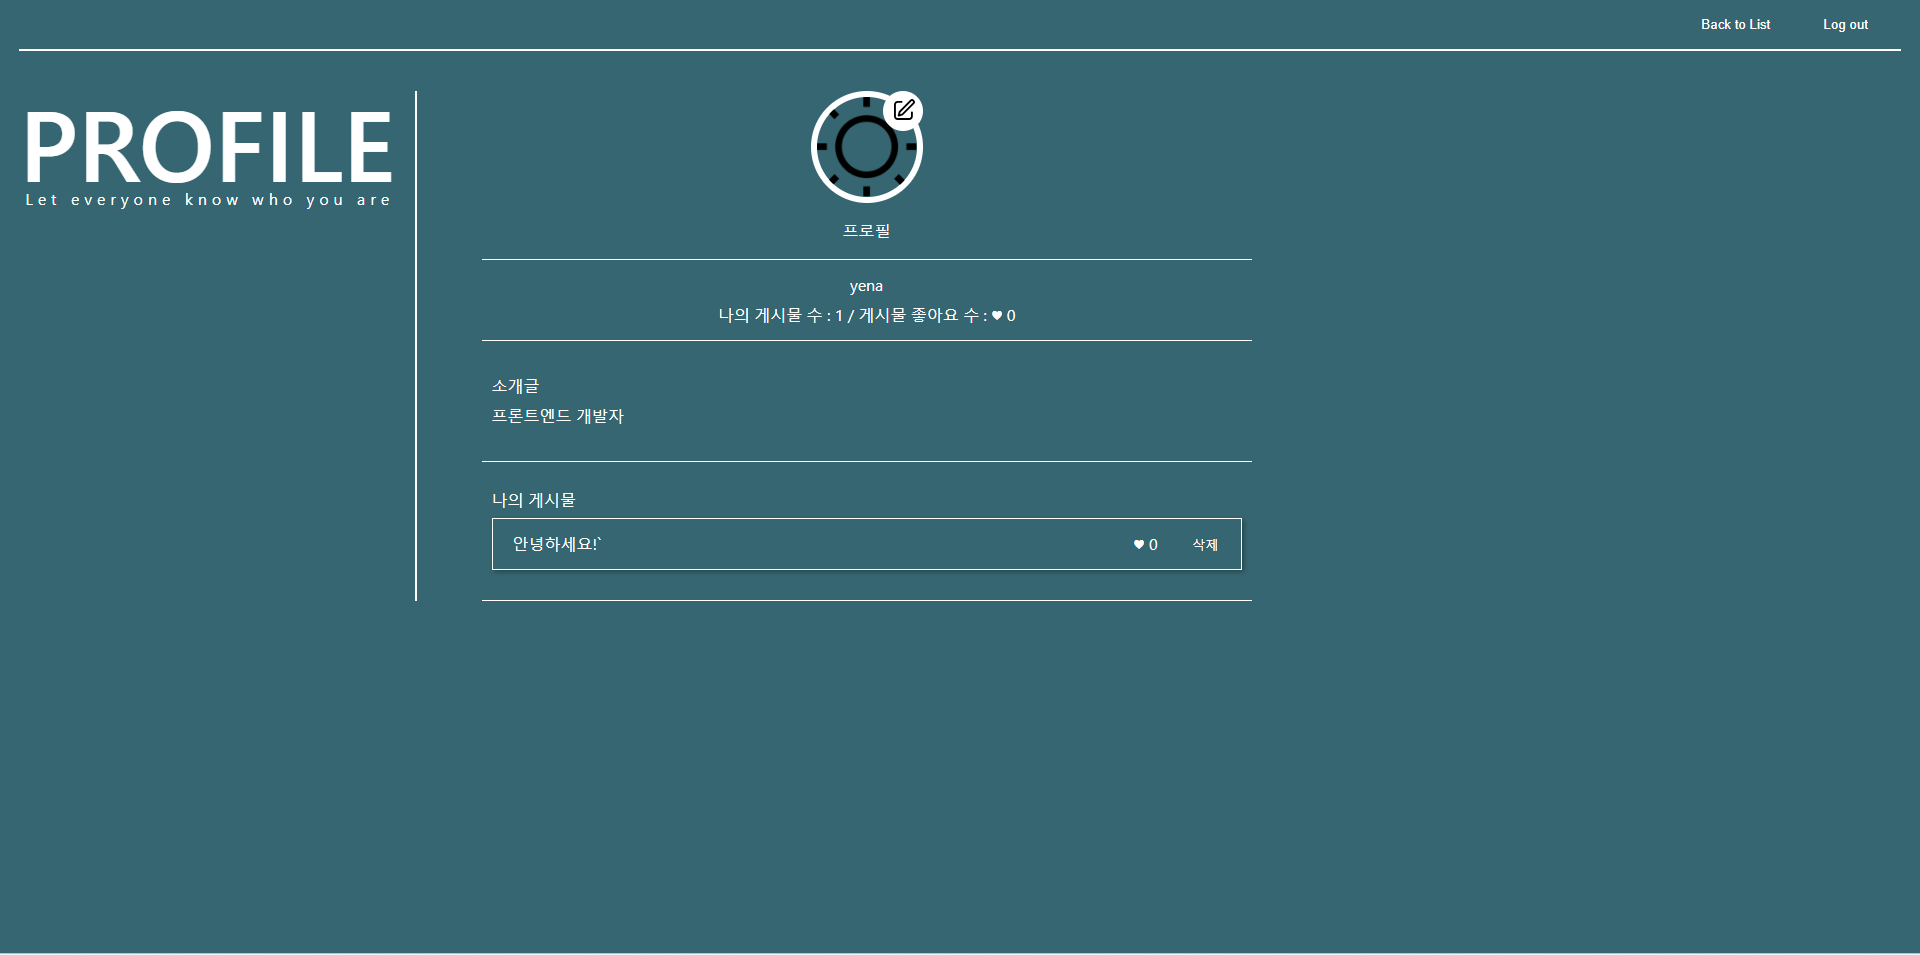 Back to List Log out
PROFILE
Let everyone know who you are
프로필
yena
나의 게시물 수 : 1 / 게시물 좋아요 수 : ♥ 0
소개글
프론트엔드 개발자
나의 게시물
안녕하세요!` ♥ 0 삭제